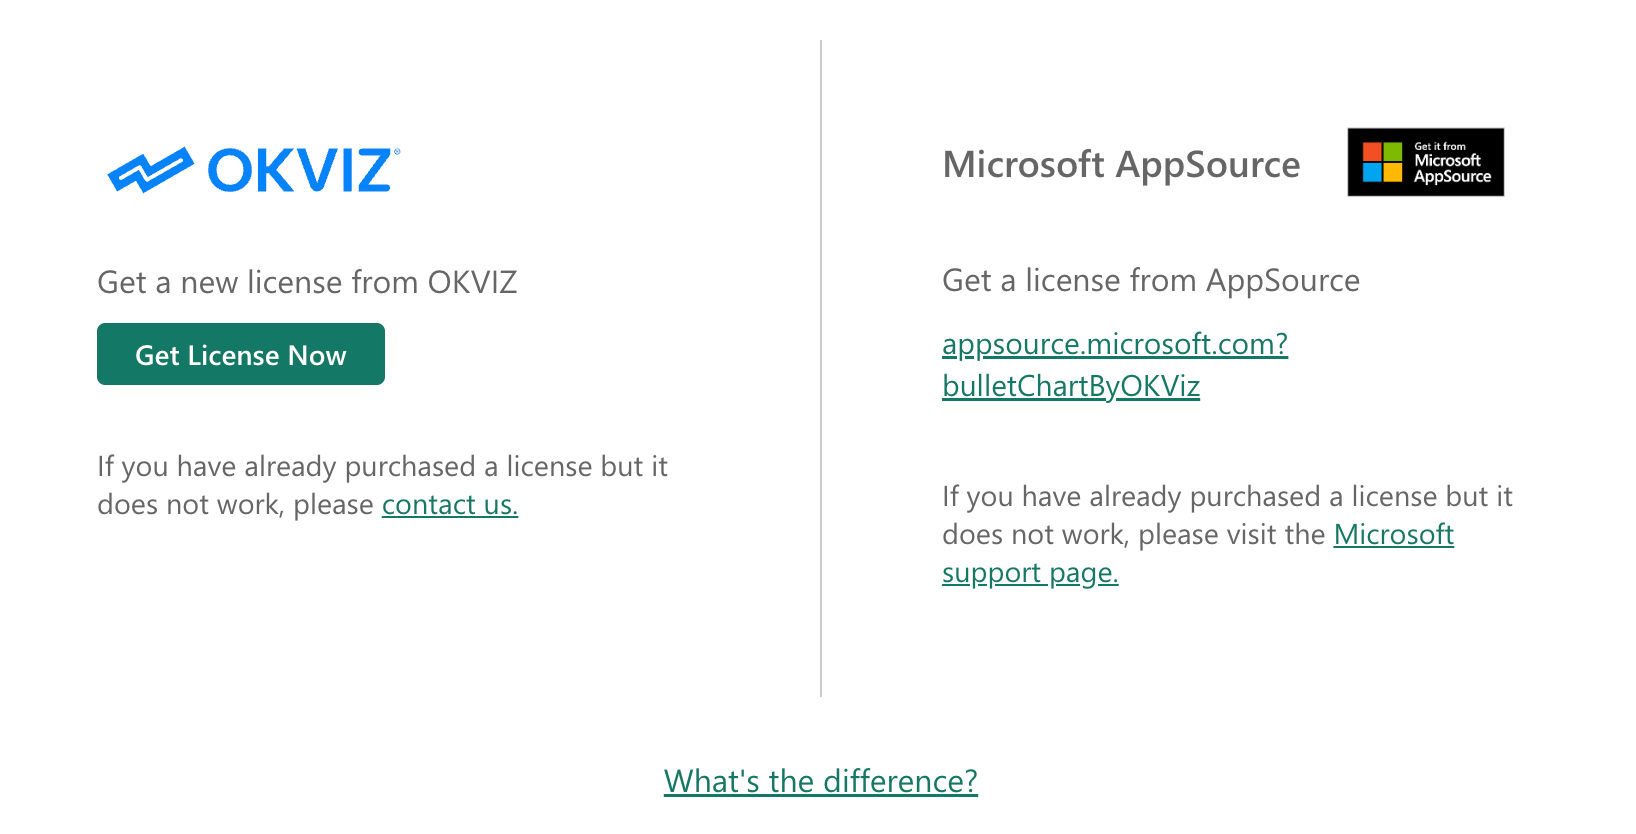 OKVIZ®
Get a new license from OKVIZ
Get License Now
If you have already purchased a license but it
does not work, please contact us.
Microsoft AppSource
Get it from
Microsoft
AppSource
Get a license from AppSource
appsource.microsoft.com?
bulletChartByOKViz
If you have already purchased a license but it
does not work, please visit the Microsoft
support page.
What's the difference?